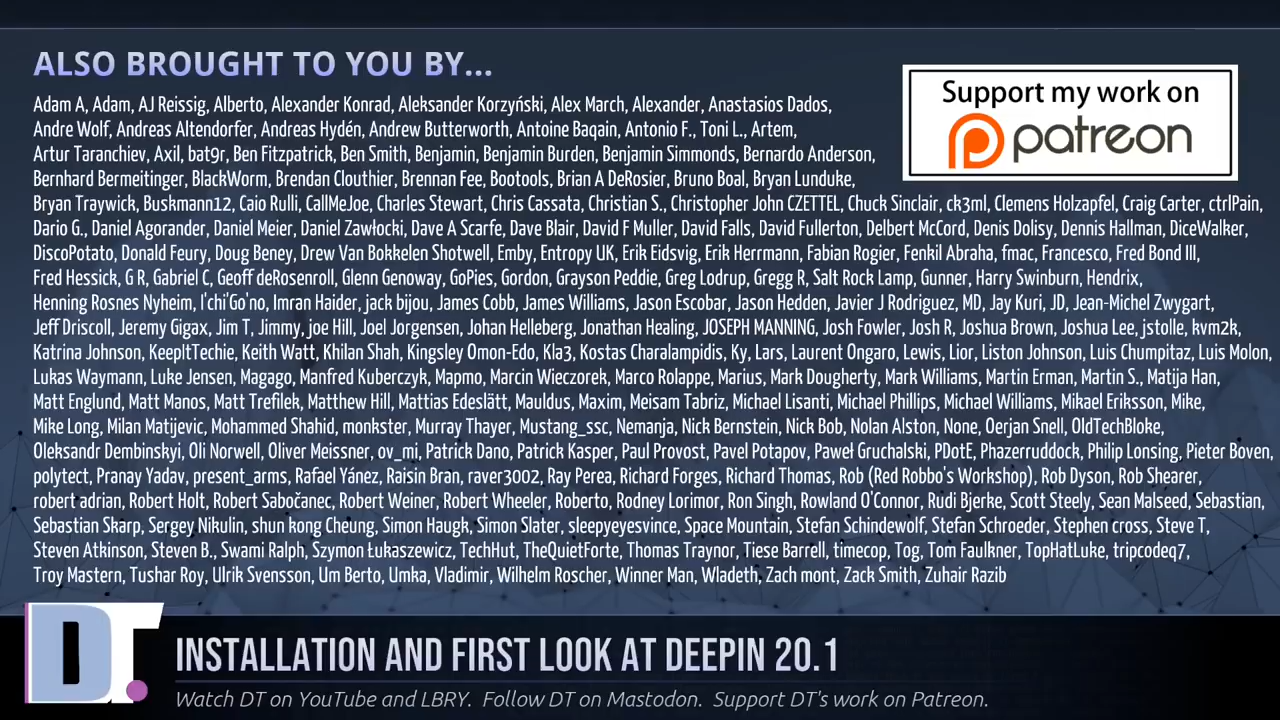 ALSO BROUGHT TO YOU BY...
Support my work on
patreon
Adam A, Adam, AJ Reissig, Alberto, Alexander Konrad, Aleksander Korzyński, Alex March, Alexander, Anastasios Dados,
Andre Wolf, Andreas Altendorfer, Andreas Hydén, Andrew Butterworth, Antoine Baqain, Antonio F., Toni L., Artem,
Artur Taranchiev, Axil, bat9r, Ben Fitzpatrick, Ben Smith, Benjamin, Benjamin Burden, Benjamin Simmonds, Bernardo Anderson,
Bernhard Bermeitinger, BlackWorm, Brendan Clouthier, Brennan Fee, Bootools, Brian A DeRosier, Bruno Boal, Bryan Lunduke,
Bryan Traywick, Buskmann12, Caio Rulli, CallMeJoe, Charles Stewart, Chris Cassata, Christian S., Christopher John CZETTEL, Chuck Sinclair, ck3ml, Clemens Holzapfel, Craig Carter, ctrlPain,
Dario G., Daniel Agorander, Daniel Meier, Daniel Zawłocki, Dave A Scarfe, Dave Blair, David F Muller, David Falls, David Fullerton, Delbert McCord, Denis Dolisy, Dennis Hallman, DiceWalker,
DiscoPotato, Donald Feury, Doug Beney, Drew Van Bokkelen Shotwell, Emby, Entropy UK, Erik Eidsvig, Erik Herrmann, Fabian Rogier, Fenkil Abraha, fmac, Francesco, Fred Bond III,
Fred Hessick, G R, Gabriel C, Geoff deRosenroll, Glenn Genoway, GoPies, Gordon, Grayson Peddie, Greg Lodrup, Gregg R, Salt Rock Lamp, Gunner, Harry Swinburn, Hendrix,
Henning Rosnes Nyheim, I'chi'Go'no, Imran Haider, jack bijou, James Cobb, James Williams, Jason Escobar, Jason Hedden, Javier J Rodriguez, MD, Jay Kuri, JD, Jean-Michel Zwygart,
Jeff Driscoll, Jeremy Gigax, Jim T, Jimmy, joe Hill, Joel Jorgensen, Johan Helleberg, Jonathan Healing, JOSEPH MANNING, Josh Fowler, Josh R, Joshua Brown, Joshua Lee, jstolle, kvm2k,
Katrina Johnson, KeepItTechie, Keith Watt, Khilan Shah, Kingsley Omon-Edo, Kla3, Kostas Charalampidis, Ky, Lars, Laurent Ongaro, Lewis, Lior, Liston Johnson, Luis Chumpitaz, Luis Molon,
Lukas Waymann, Luke Jensen, Magago, Manfred Kuberczyk, Mapmo, Marcin Wieczorek, Marco Rolappe, Marius, Mark Dougherty, Mark Williams, Martin Erman, Martin S., Matija Han,
Matt Englund, Matt Manos, Matt Trefilek, Matthew Hill, Mattias Edeslätt, Mauldus, Maxim, Meisam Tabriz, Michael Lisanti, Michael Phillips, Michael Williams, Mikael Eriksson, Mike,
Mike Long, Milan Matijevic, Mohammed Shahid, monkster, Murray Thayer, Mustang_ssc, Nemanja, Nick Bernstein, Nick Bob, Nolan Alston, None, Oerjan Snell, OldTechBloke,
Oleksandr Dembinskyi, Oli Norwell, Oliver Meissner, ov_mi, Patrick Dano, Patrick Kasper, Paul Provost, Pavel Potapov, Paweł Gruchalski, PDotE, Phazerruddock, Philip Lonsing, Pieter Boven,
polytect, Pranay Yadav, present_arms, Rafael Yánez, Raisin Bran, raver3002, Ray Perea, Richard Forges, Richard Thomas, Rob (Red Robbo's Workshop), Rob Dyson, Rob Shearer,
robert adrian, Robert Holt, Robert Sabočanec, Robert Weiner, Robert Wheeler, Roberto, Rodney Lorimor, Ron Singh, Rowland O'Connor, Rudi Bjerke, Scott Steely, Sean Malseed, Sebastian,
Sebastian Skarp, Sergey Nikulin, shun kong Cheung, Simon Haugk, Simon Slater, sleepyeyesvince, Space Mountain, Stefan Schindewolf, Stefan Schroeder, Stephen cross, Steve T,
Steven Atkinson, Steven B., Swami Ralph, Szymon Łukaszewicz, TechHut, TheQuietForte, Thomas Traynor, Tiese Barrell, timecop, Tog, Tom Faulkner, TopHatLuke, tripcodeq7,
Troy Mastern, Tushar Roy, Ulrik Svensson, Um Berto, Umka, Vladimir, Wilhelm Roscher, Winner Man, Wladeth, Zach mont, Zack Smith, Zuhair Razib
DT.
INSTALLATION AND FIRST LOOK AT DEEPIN 20.1
Watch DT on YouTube and LBRY. Follow DT on Mastodon. Support DT's work on Patreon.